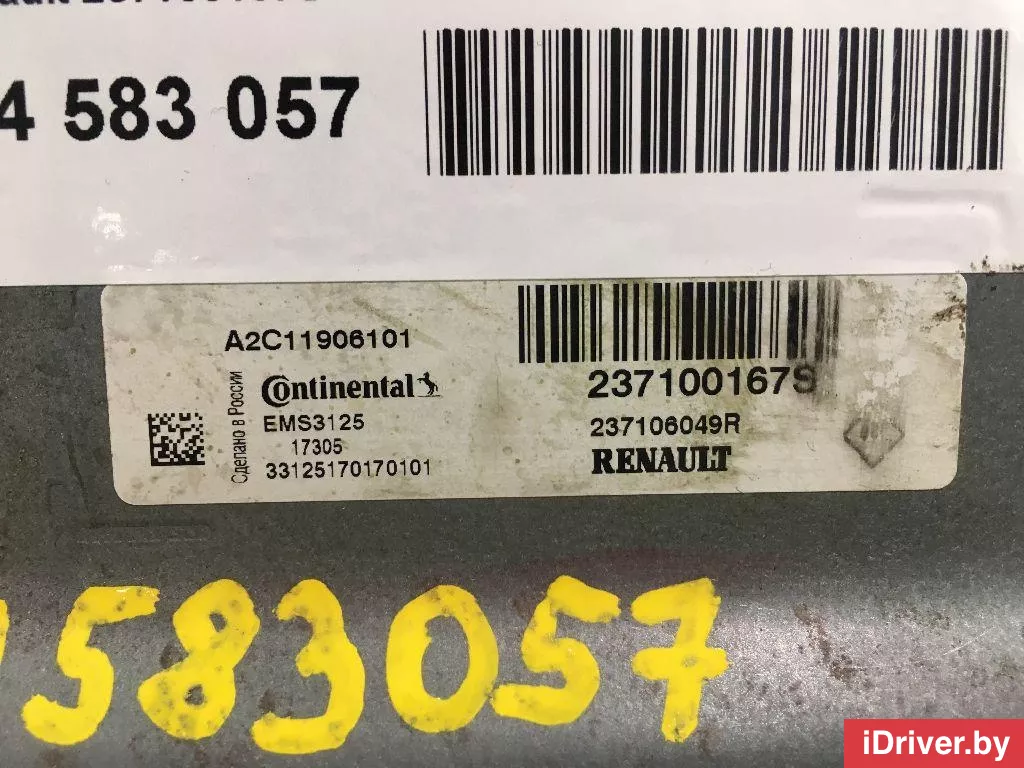 4 583 057
A2C11906101
Continental
EMS3125
17305
33125170170101
Сделано в России
237100167S
237106049R
RENAULT
583057
iDriver.by